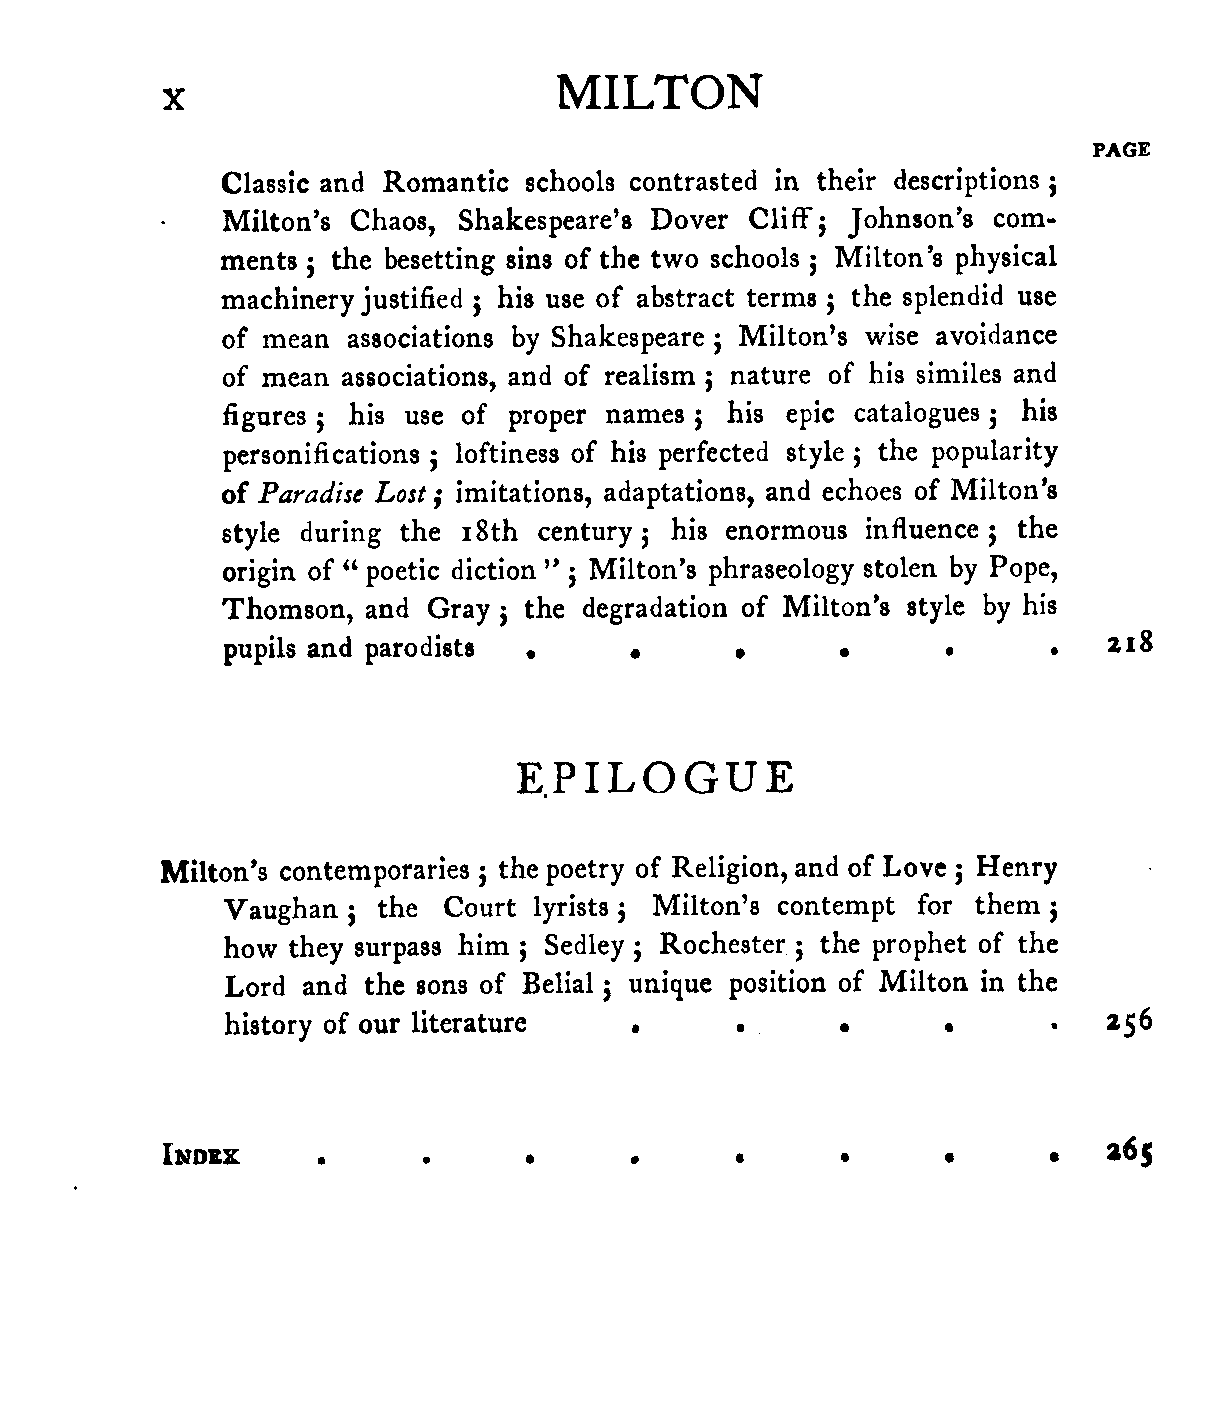 x MILTON
PAGE
Classic and Romantic schools contrasted in their descriptions ;
Milton's Chaos, Shakespeare's Dover Cliff ; Johnson's com-
ments ; the besetting sins of the two schools ; Milton's physical
machinery justified ; his use of abstract terms ; the splendid use
of mean associations by Shakespeare ; Milton's wise avoidance
of mean associations, and of realism ; nature of his similes and
figures ; his use of proper names ; his epic catalogues ; his
personifications ; loftiness of his perfected style ; the popularity
of Paradise Lost ; imitations, adaptations, and echoes of Milton's
style during the 18th century ; his enormous influence ; the
origin of “ poetic diction ” ; Milton's phraseology stolen by Pope,
Thomson, and Gray ; the degradation of Milton's style by his
pupils and parodists . . . . . . 218
EPILOGUE
Milton's contemporaries ; the poetry of Religion, and of Love ; Henry
Vaughan ; the Court lyrists ; Milton's contempt for them ;
how they surpass him ; Sedley ; Rochester ; the prophet of the
Lord and the sons of Belial ; unique position of Milton in the
history of our literature . . . . . 256
INDEX . . . . . . . . 265